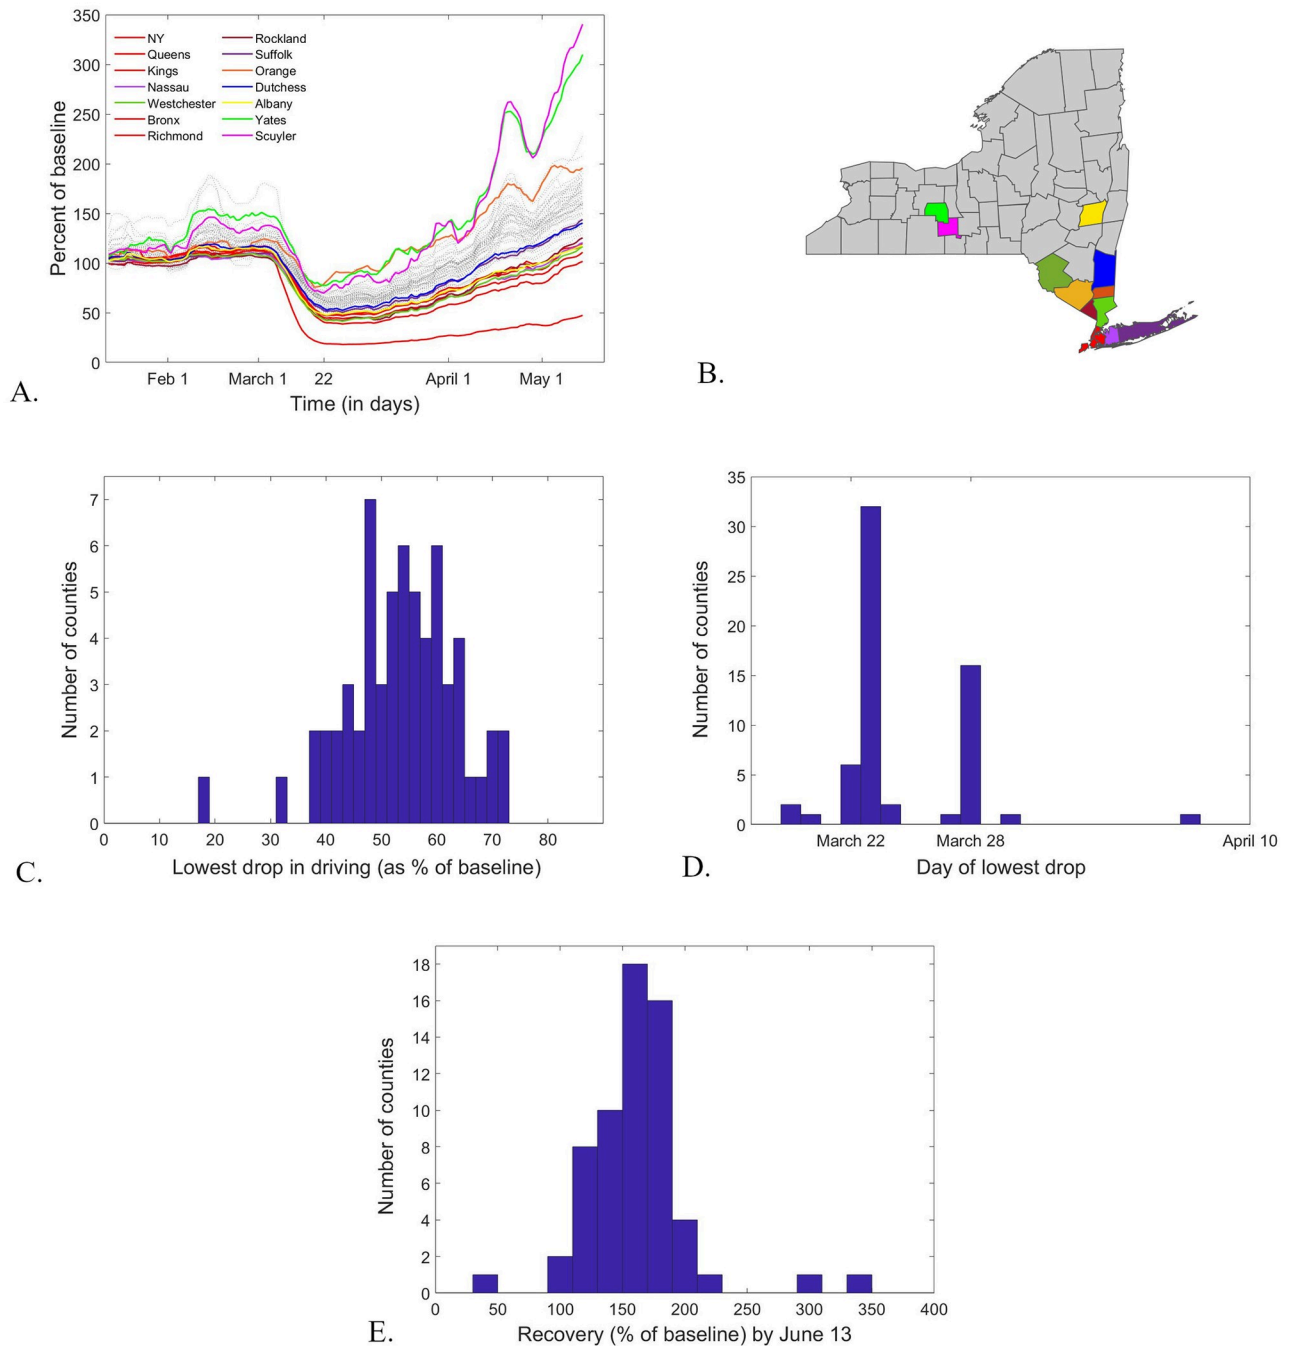 350
300
250
200
150
100
50
0
Percent of baseline
NY
Queens
Kings
Nassau
Westchester
Bronx
Richmond
Rockland
Suffolk
Orange
Dutchess
Albany
Yates
Scuyler
Feb 1 March 1 22 April 1 May 1
Time (in days)
A.
B.
7
6
5
4
3
2
1
0
Number of counties
0 10 20 30 40 50 60 70 80
Lowest drop in driving (as % of baseline)
C.
35
30
25
20
15
10
5
0
Number of counties
March 22 March 28 April 10
Day of lowest drop
D.
18
16
14
12
10
8
6
4
2
0
Number of counties
0 50 100 150 200 250 300 350 400
Recovery (% of baseline) by June 13
E.